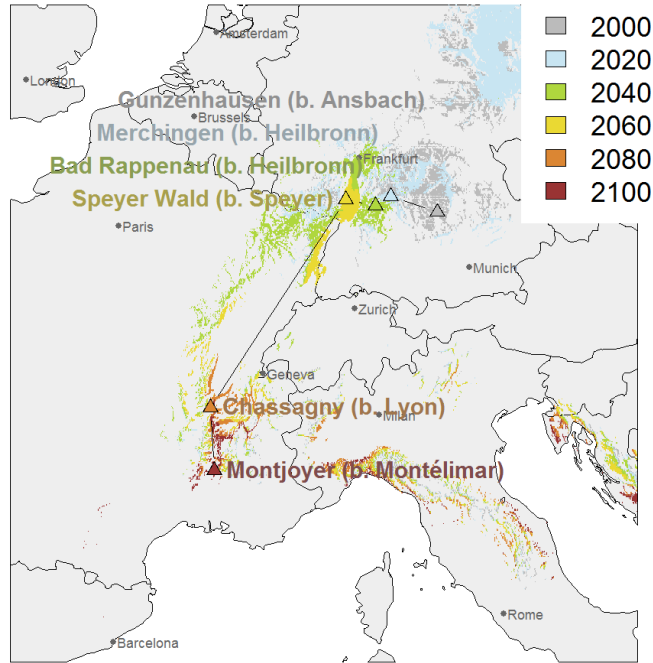 Amsterdam
London
2000
2020
2040
2060
2080
2100
Gunzenhausen (b. Ansbach)
Brussels
Merchingen (b. Heilbronn)
Frankfurt
Bad Rappenau (b. Heilbronn)
Speyer Wald (b. Speyer)
Paris
Munich
Zurich
Geneva
Chassagny (b. Lyon)
Milan
Montjoyer (b. Montélimar)
Rome
Barcelona